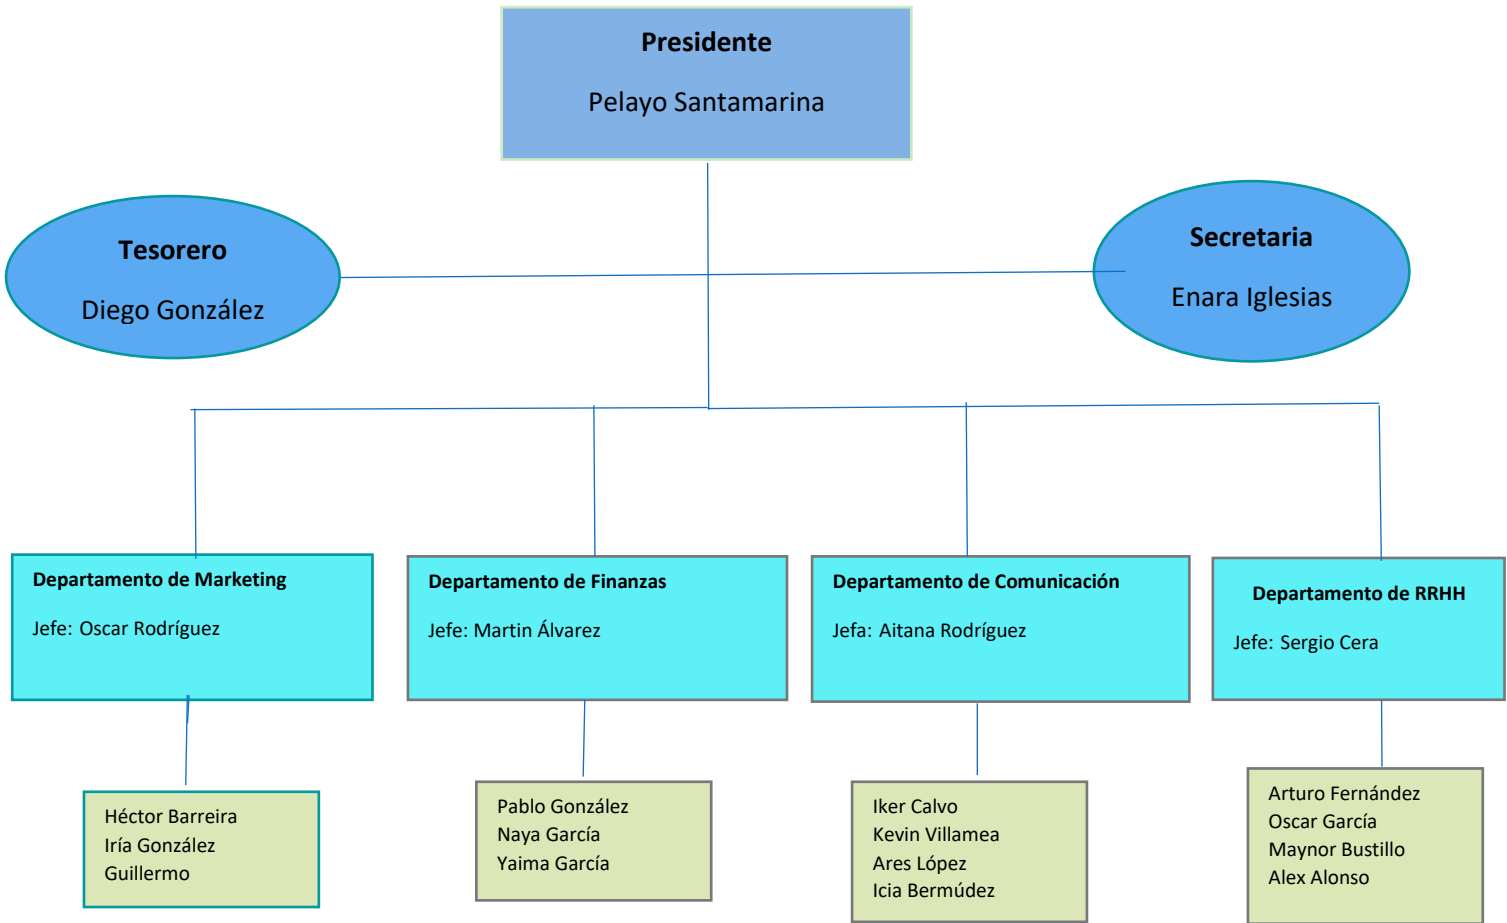 Presidente
Pelayo Santamarina
Tesorero
Diego González
Secretaria
Enara Iglesias
Departamento de Marketing
Jefe: Oscar Rodríguez
Departamento de Finanzas
Jefe: Martin Álvarez
Departamento de Comunicación
Jefa: Aitana Rodríguez
Departamento de RRHH
Jefe: Sergio Cera
Héctor Barreira
Iría González
Guillermo
Pablo González
Naya García
Yaima García
Iker Calvo
Kevin Villamea
Ares López
Icia Bermúdez
Arturo Fernández
Oscar García
Maynor Bustillo
Alex Alonso